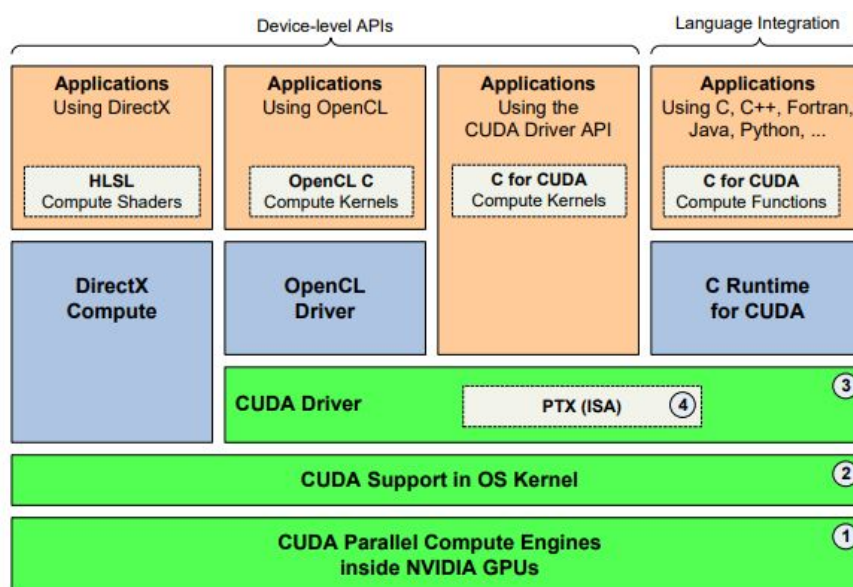 Device-level APIs
Language Integration
Applications
Using DirectX
HLSL
Compute Shaders
Applications
Using OpenCL
OpenCL C
Compute Kernels
Applications
Using the
CUDA Driver API
C for CUDA
Compute Kernels
Applications
Using C, C++, Fortran,
Java, Python, ...
C for CUDA
Compute Functions
DirectX
Compute
OpenCL
Driver
C Runtime
for CUDA
CUDA Driver
PTX (ISA)
4
3
CUDA Support in OS Kernel
2
CUDA Parallel Compute Engines
inside NVIDIA GPUs
1